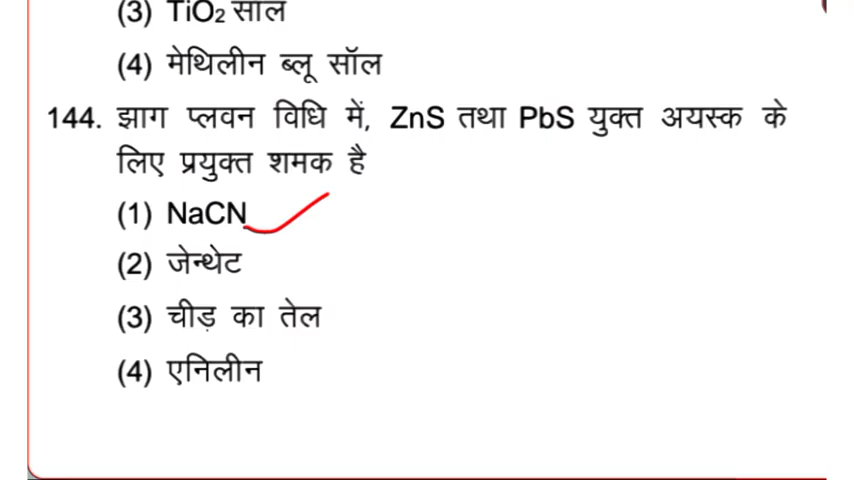 (3) TiO₂ सॉल
(4) मेथिलीन ब्लू सॉल
144. झाग प्लवन विधि में, ZnS तथा PbS युक्त अयस्क के
लिए प्रयुक्त शमक है
(1) NaCN
(2) जेन्थेट
(3) चीड़ का तेल
(4) एनिलीन